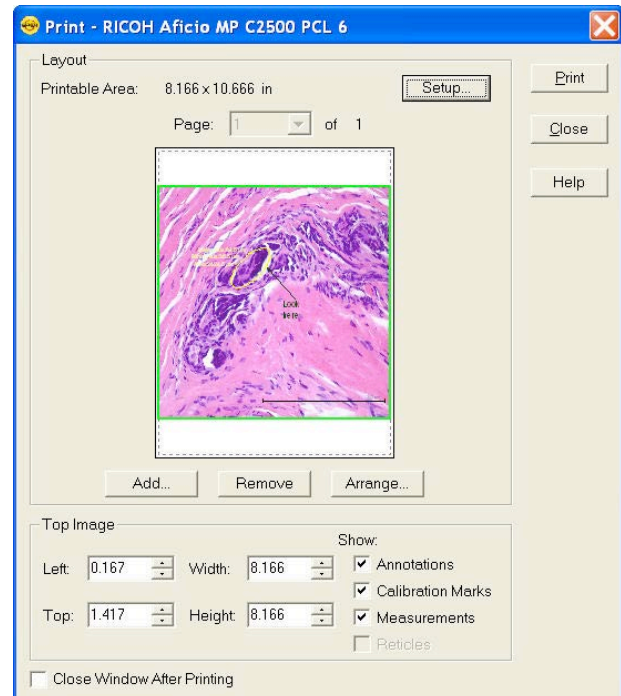 Print - RICOH Aficio MP C2500 PCL 6
Layout
Printable Area: 8.166 x 10.666 in
Setup...
Print
Page: 1 of 1
Close
Help
Look
here
Add... Remove Arrange...
Top Image
Show:
Left: 0.167 Width: 8.166 Annotations
Calibration Marks
Top: 1.417 Height: 8.166 Measurements
Reticles
Close Window After Printing